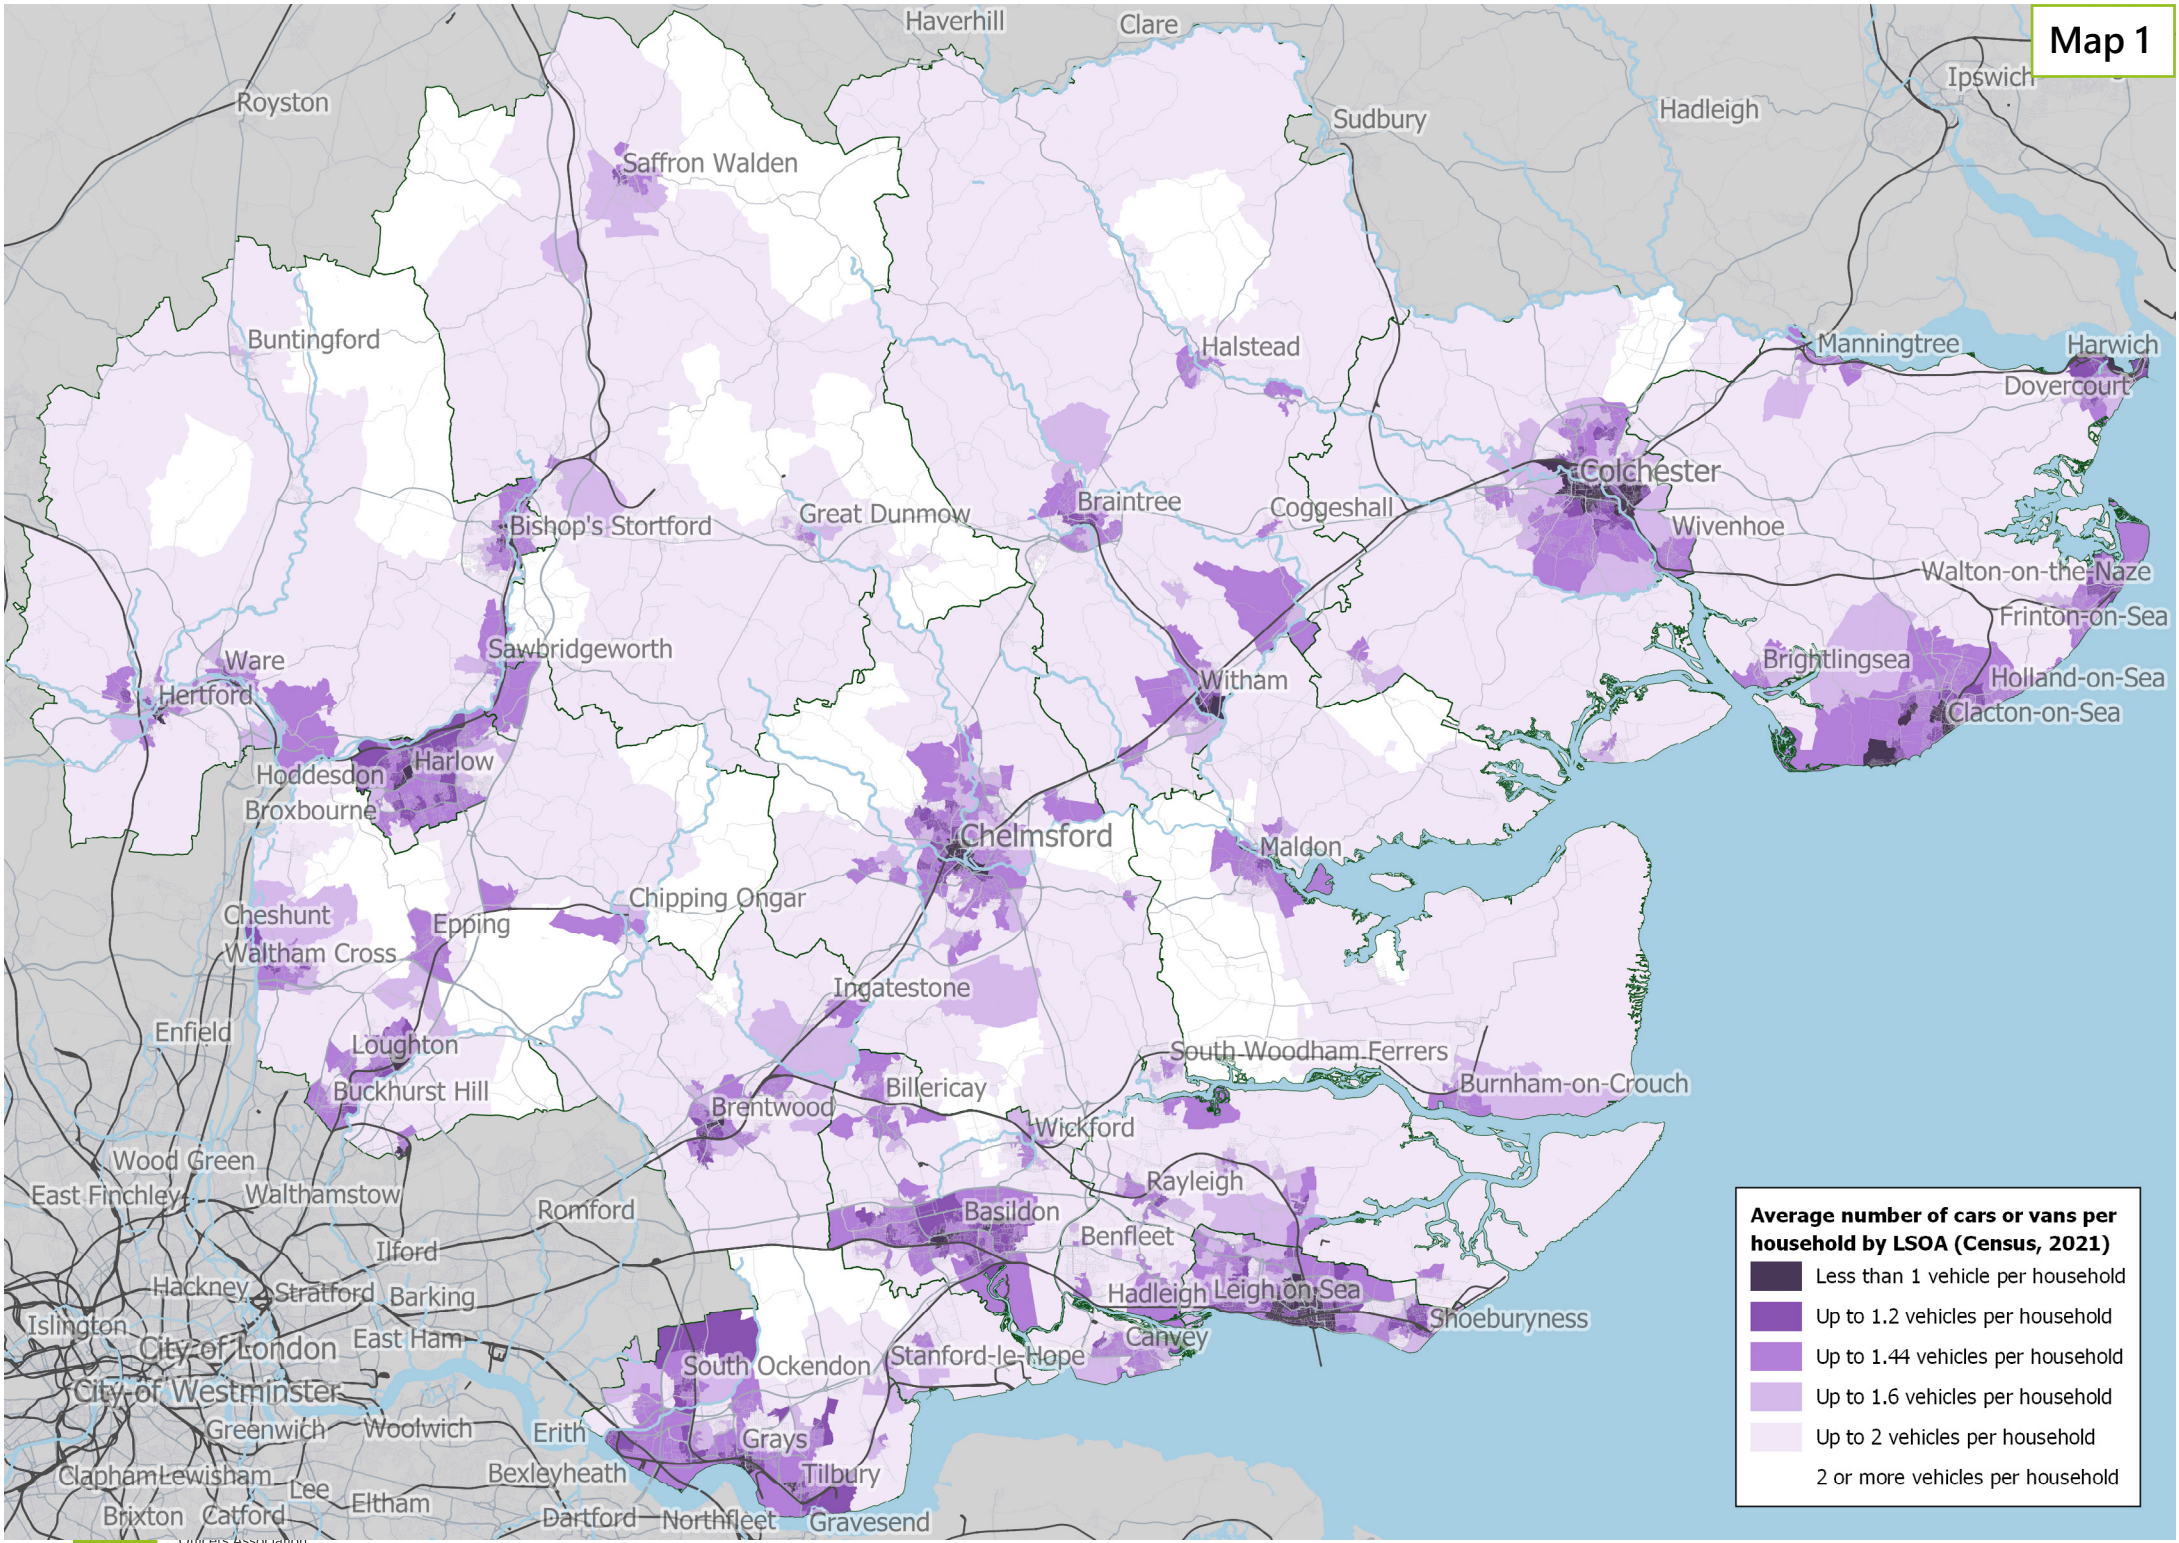 Map 1
Haverhill
Clare
Ipswich
Royston
Hadleigh
Sudbury
Saffron Walden
Buntingford
Halstead
Manningtree
Harwich
Dovercourt
Colchester
Braintree
Coggeshall
Great Dunmow
Bishop's Stortford
Wivenhoe
Walton-on-the-Naze
Frinton-on-Sea
Sawbridgeworth
Ware
Brightlingsea
Holland-on-Sea
Witham
Hertford
Clacton-on-Sea
Harlow
Hoddesdon
Broxbourne
Chelmsford
Maldon
Chipping Ongar
Cheshunt
Epping
Waltham Cross
Ingatestone
Enfield
Loughton
South Woodham Ferrers
Buckhurst Hill
Billericay
Burnham-on-Crouch
Brentwood
Wickford
Wood Green
East Finchley
Walthamstow
Rayleigh
Romford
Basildon
Benfleet
Ilford
Hackney
Stratford
Barking
Hadleigh
Leigh on Sea
Islington
Shoeburyness
City of London
East Ham
Canvey
South Ockendon
Stanford-le-Hope
City of Westminster
Greenwich
Woolwich
Erith
Grays
Clapham
Lewisham
Bexleyheath
Tilbury
Lee
Eltham
Brixton
Catford
Dartford
Northfleet
Gravesend
Average number of cars or vans per
household by LSOA (Census, 2021)
Less than 1 vehicle per household
Up to 1.2 vehicles per household
Up to 1.44 vehicles per household
Up to 1.6 vehicles per household
Up to 2 vehicles per household
2 or more vehicles per household